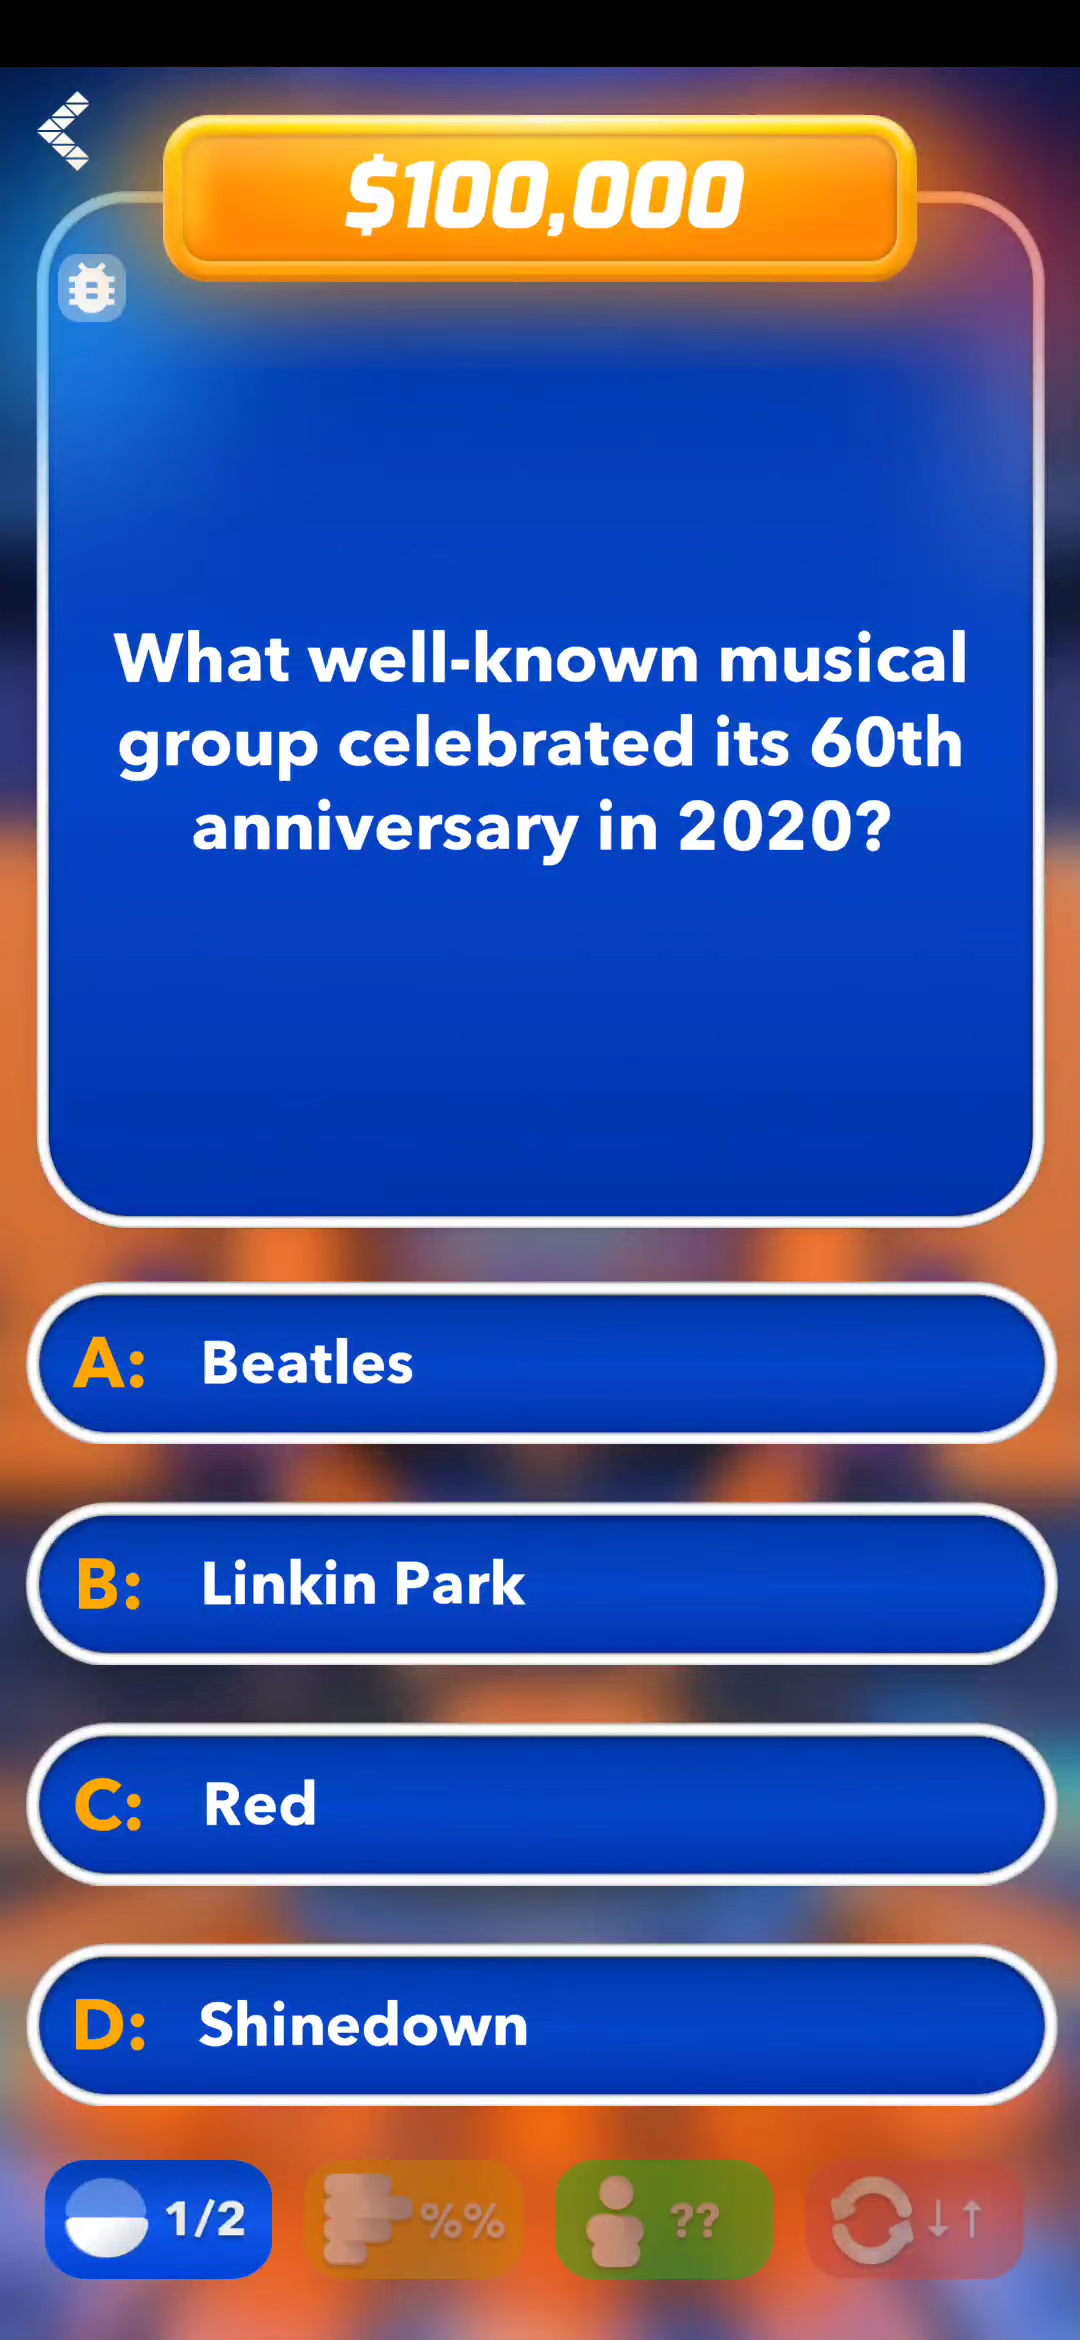 $100,000
What well-known musical
group celebrated its 60th
anniversary in 2020?
A: Beatles
B: Linkin Park
C: Red
D: Shinedown
1/2 %% ?? ↓↑